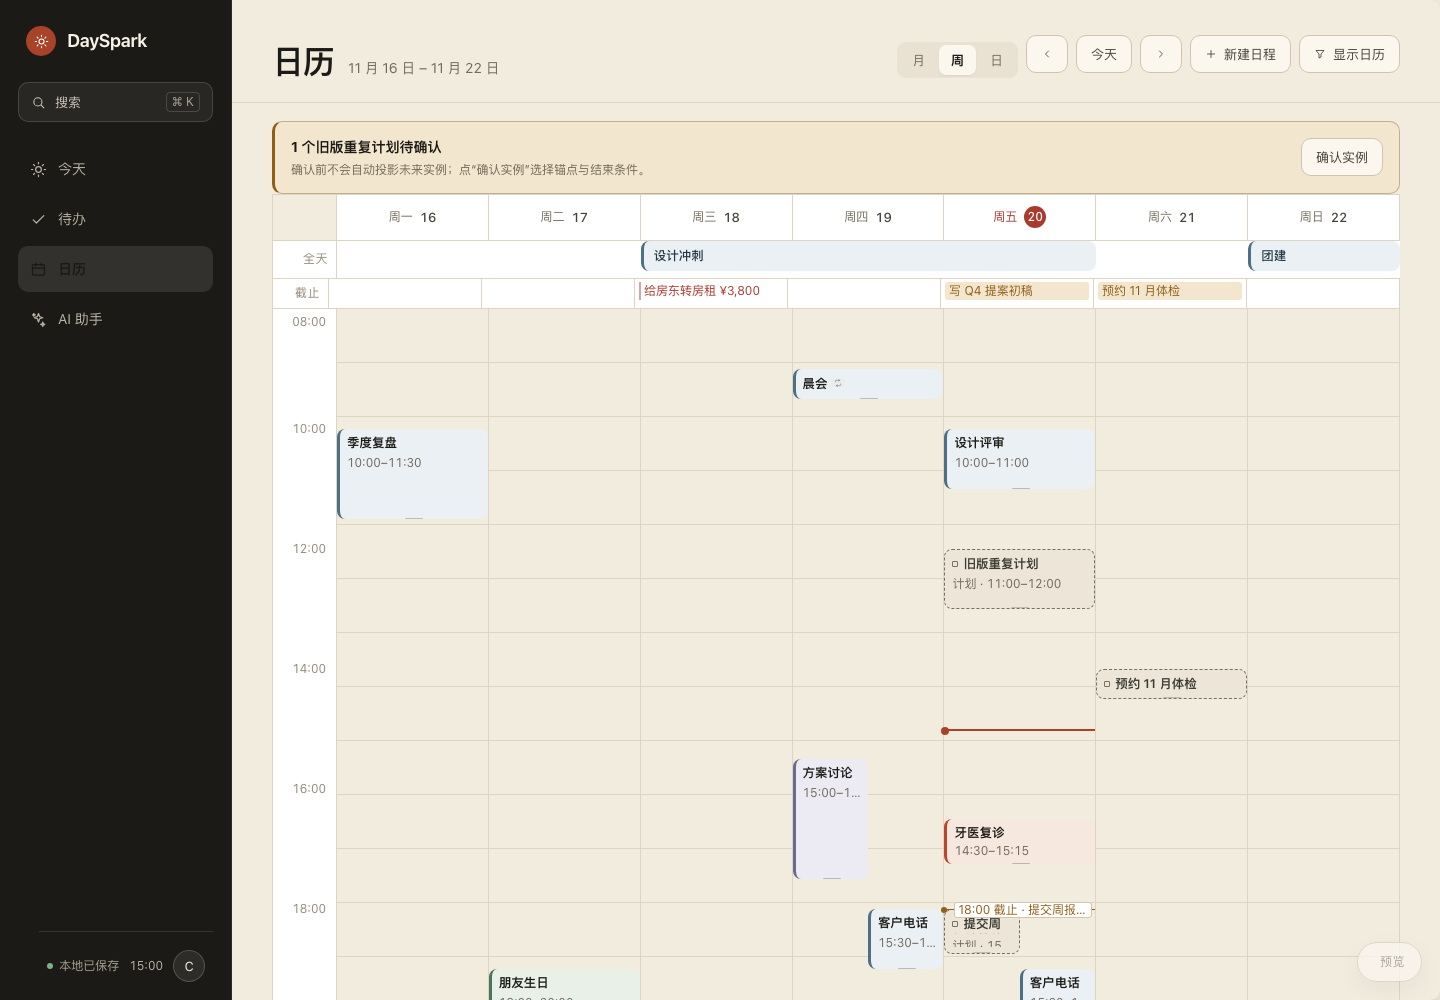 DaySpark
搜索 ⌘ K
今天
待办
日历
AI 助手
本地已保存 15:00 C
日历 11 月 16 日 – 11 月 22 日
月 周 日 今天 + 新建日程 显示日历
1 个旧版重复计划待确认
确认前不会自动投影未来实例；点“确认实例”选择锚点与结束条件。
确认实例
周一 16 周二 17 周三 18 周四 19 周五 20 周六 21 周日 22
全天 设计冲刺 团建
截止 给房东转房租 ¥3,800 写 Q4 提案初稿 预约 11 月体检
08:00
晨会
10:00
季度复盘
10:00–11:30
设计评审
10:00–11:00
12:00
旧版重复计划
计划 · 11:00–12:00
14:00
预约 11 月体检
方案讨论
15:00–1...
16:00
牙医复诊
14:30–15:15
18:00
18:00 截止 · 提交周报...
客户电话
15:30–1...
提交周
计划 · 15
朋友生日
客户电话
预览